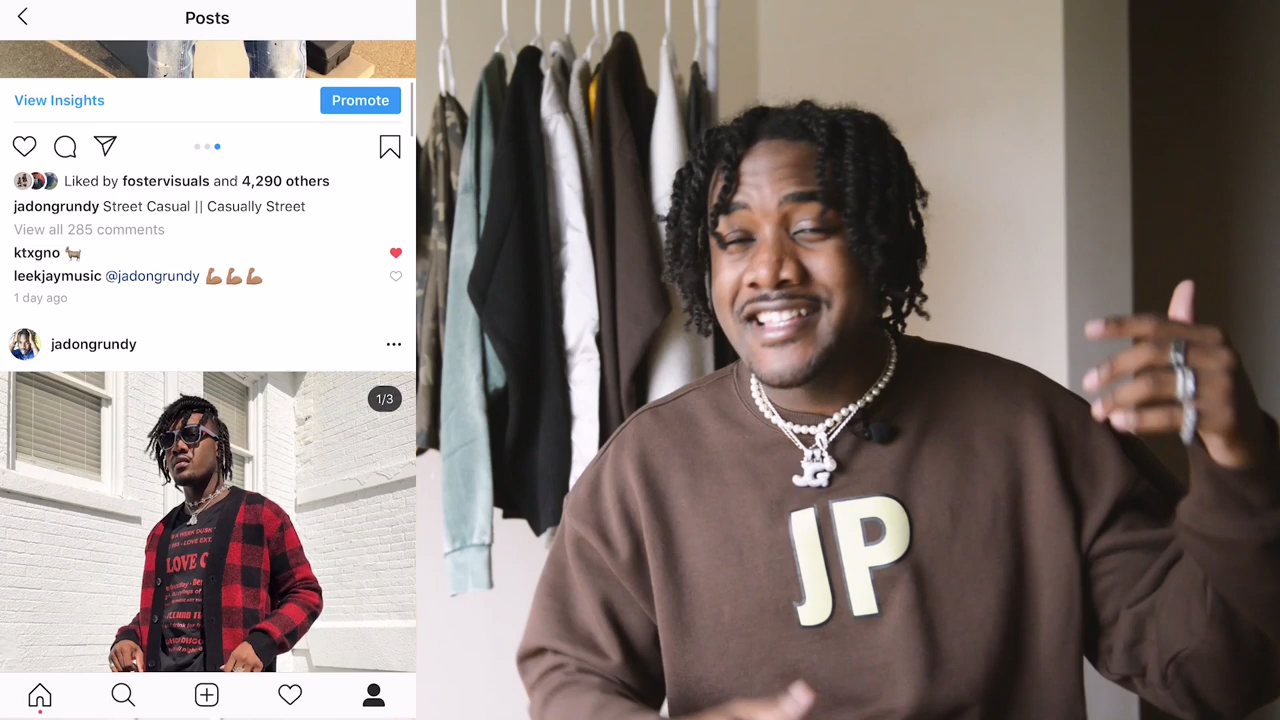 Posts
View Insights
Promote
Liked by fostervisuals and 4,290 others
jadongrundy Street Casual || Casually Street
View all 285 comments
ktxgno 🐐
leekjaymusic @jadongrundy 💪🏽💪🏽💪🏽
1 day ago
jadongrundy
1/3
LOVE
JG
JP